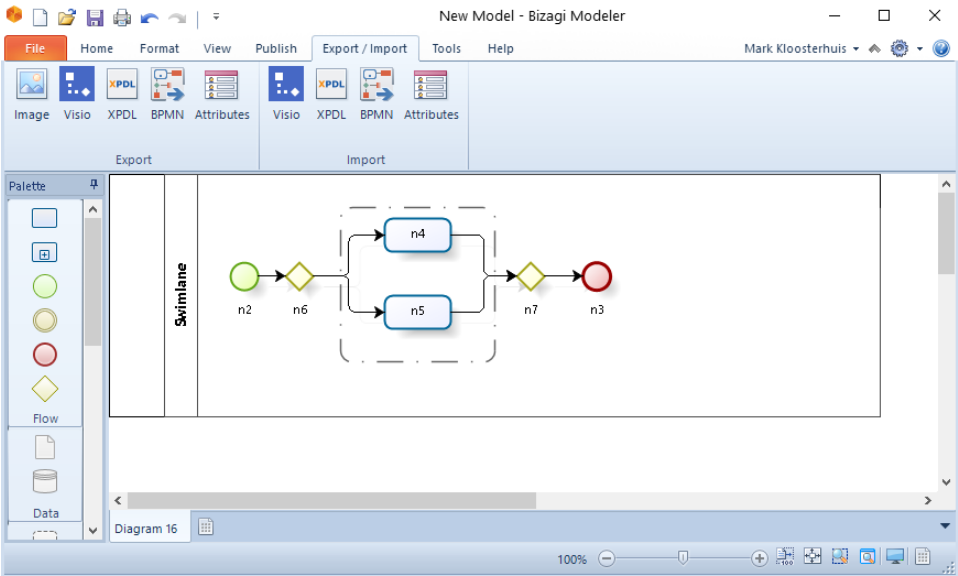 New Model - Bizagi Modeler
File Home Format View Publish Export / Import Tools Help Mark Kloosterhuis
XPDL XPDL
Image Visio XPDL BPMN Attributes Visio XPDL BPMN Attributes
Export Import
Palette
n4
Swimlane
n2 n6 n5 n7 n3
Flow
Data
Diagram 16
100%